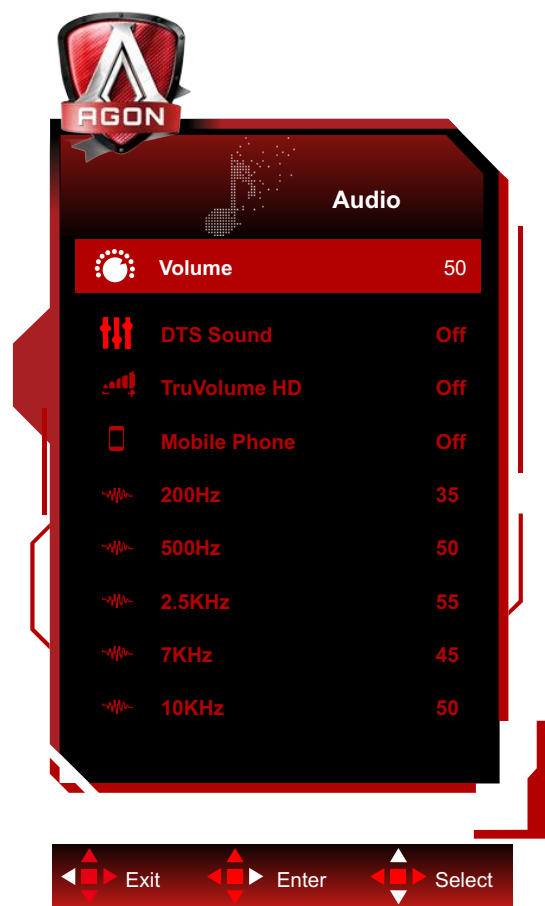 AGON
Audio
Volume 50
DTS Sound Off
TruVolume HD Off
Mobile Phone Off
200Hz 35
500Hz 50
2.5KHz 55
7KHz 45
10KHz 50
Exit Enter Select